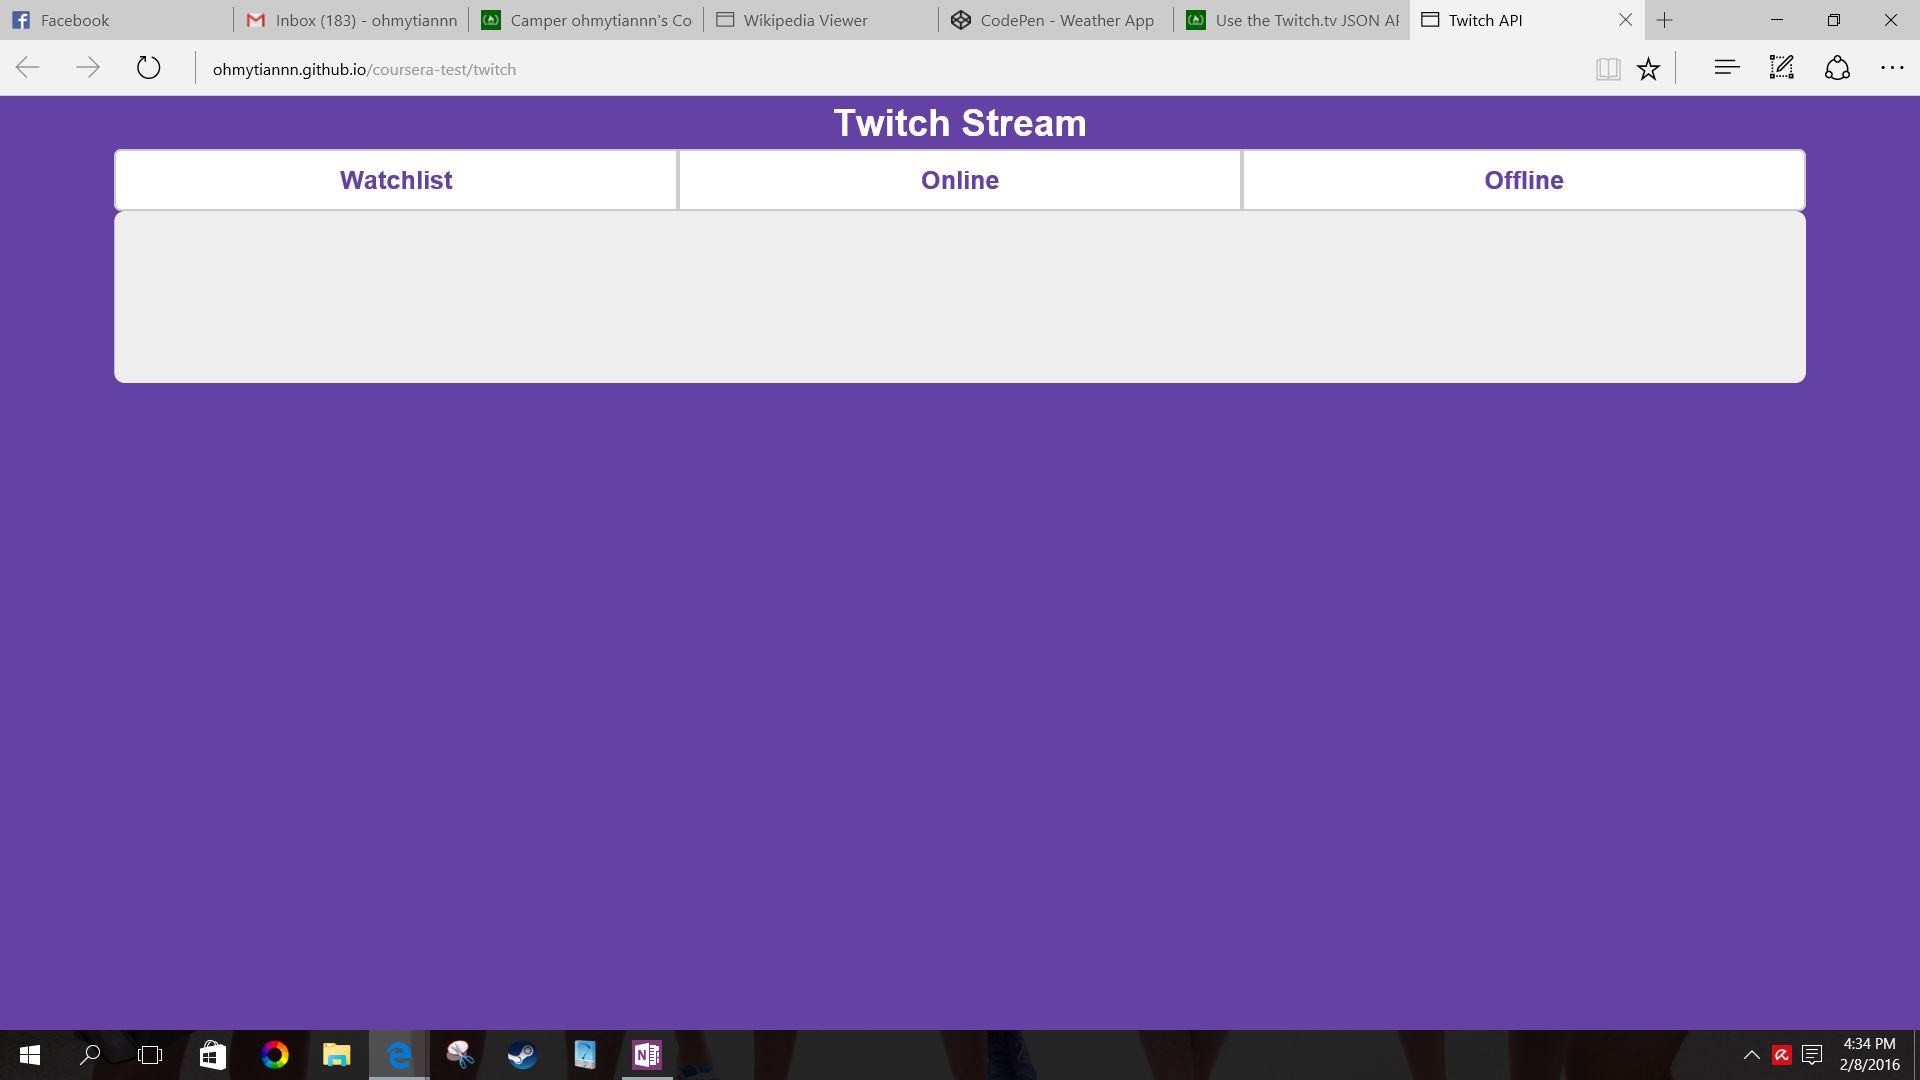 Facebook
Inbox (183) - ohmytiannn
Camper ohmytiannn's Co
Wikipedia Viewer
CodePen - Weather App
Use the Twitch.tv JSON AP
Twitch API
ohmytiannn.github.io/coursera-test/twitch
Twitch Stream
Watchlist
Online
Offline
4:34 PM
2/8/2016